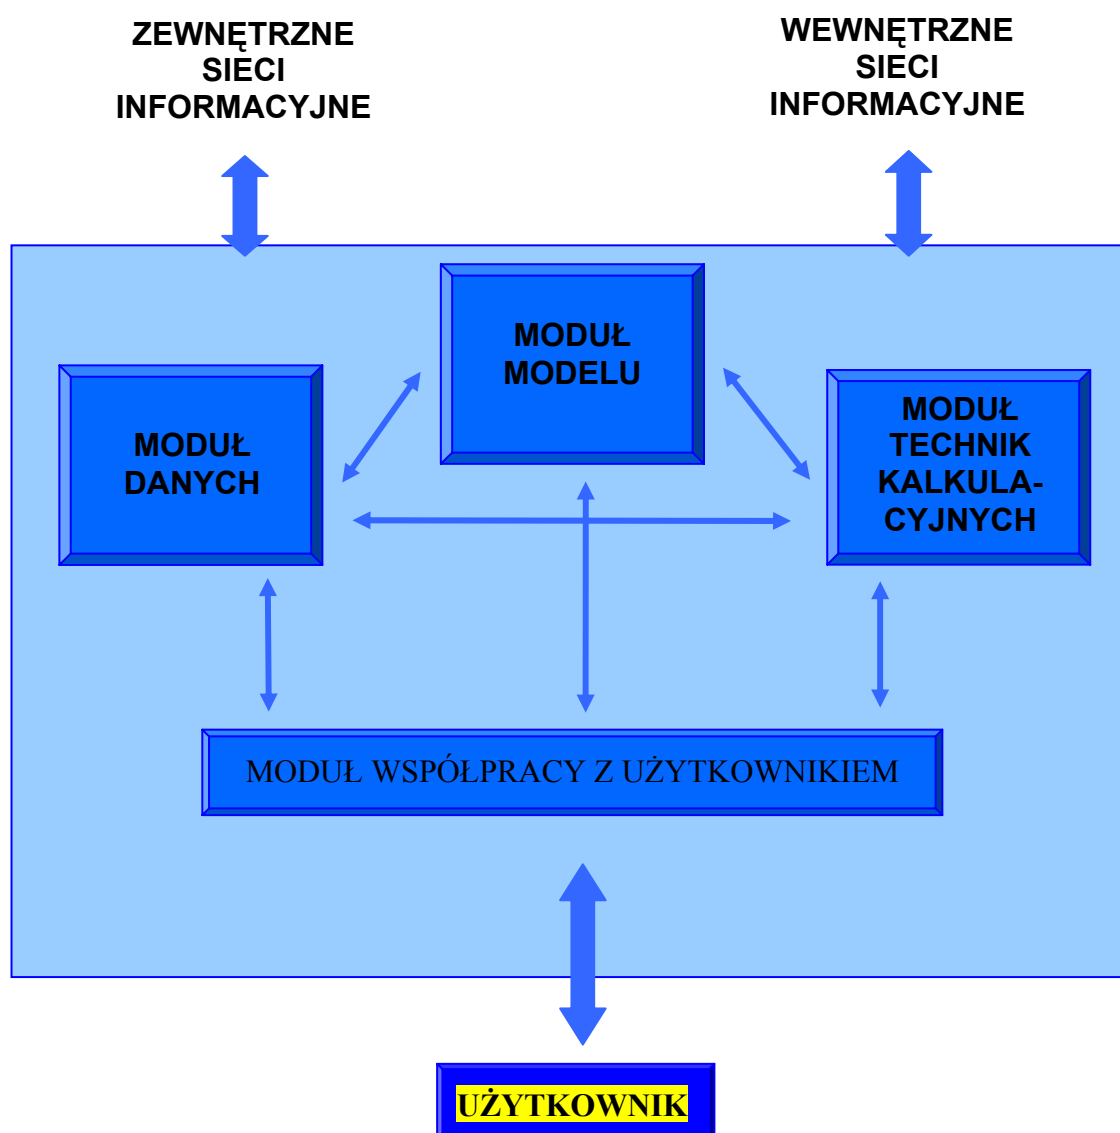 ZEWNĘTRZNE
SIECI
INFORMACYJNE
WEWNĘTRZNE
SIECI
INFORMACYJNE
MODUŁ
MODELU
MODUŁ
DANYCH
MODUŁ
TECHNIK
KALKULA-
CYJNYCH
MODUŁ WSPÓŁPRACY Z UŻYTKOWNIKIEM
UŻYTKOWNIK